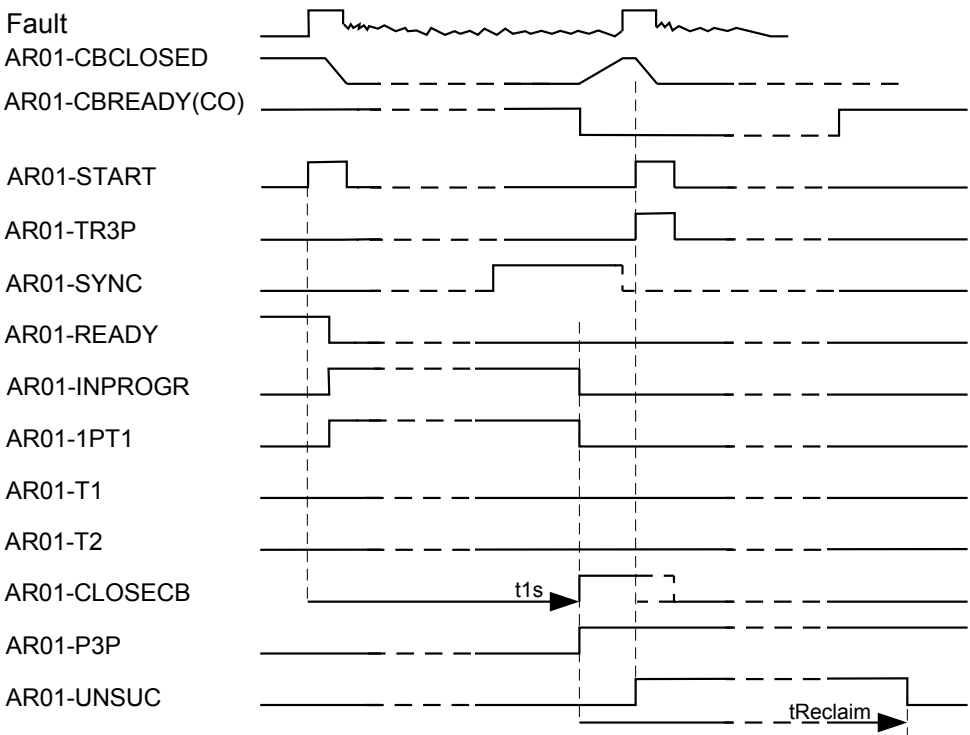 Fault
AR01-CBCLOSED
AR01-CBREADY(CO)
AR01-START
AR01-TR3P
AR01-SYNC
AR01-READY
AR01-INPROGR
AR01-1PT1
AR01-T1
AR01-T2
AR01-CLOSECB
t1s
AR01-P3P
AR01-UNSUC
tReclaim